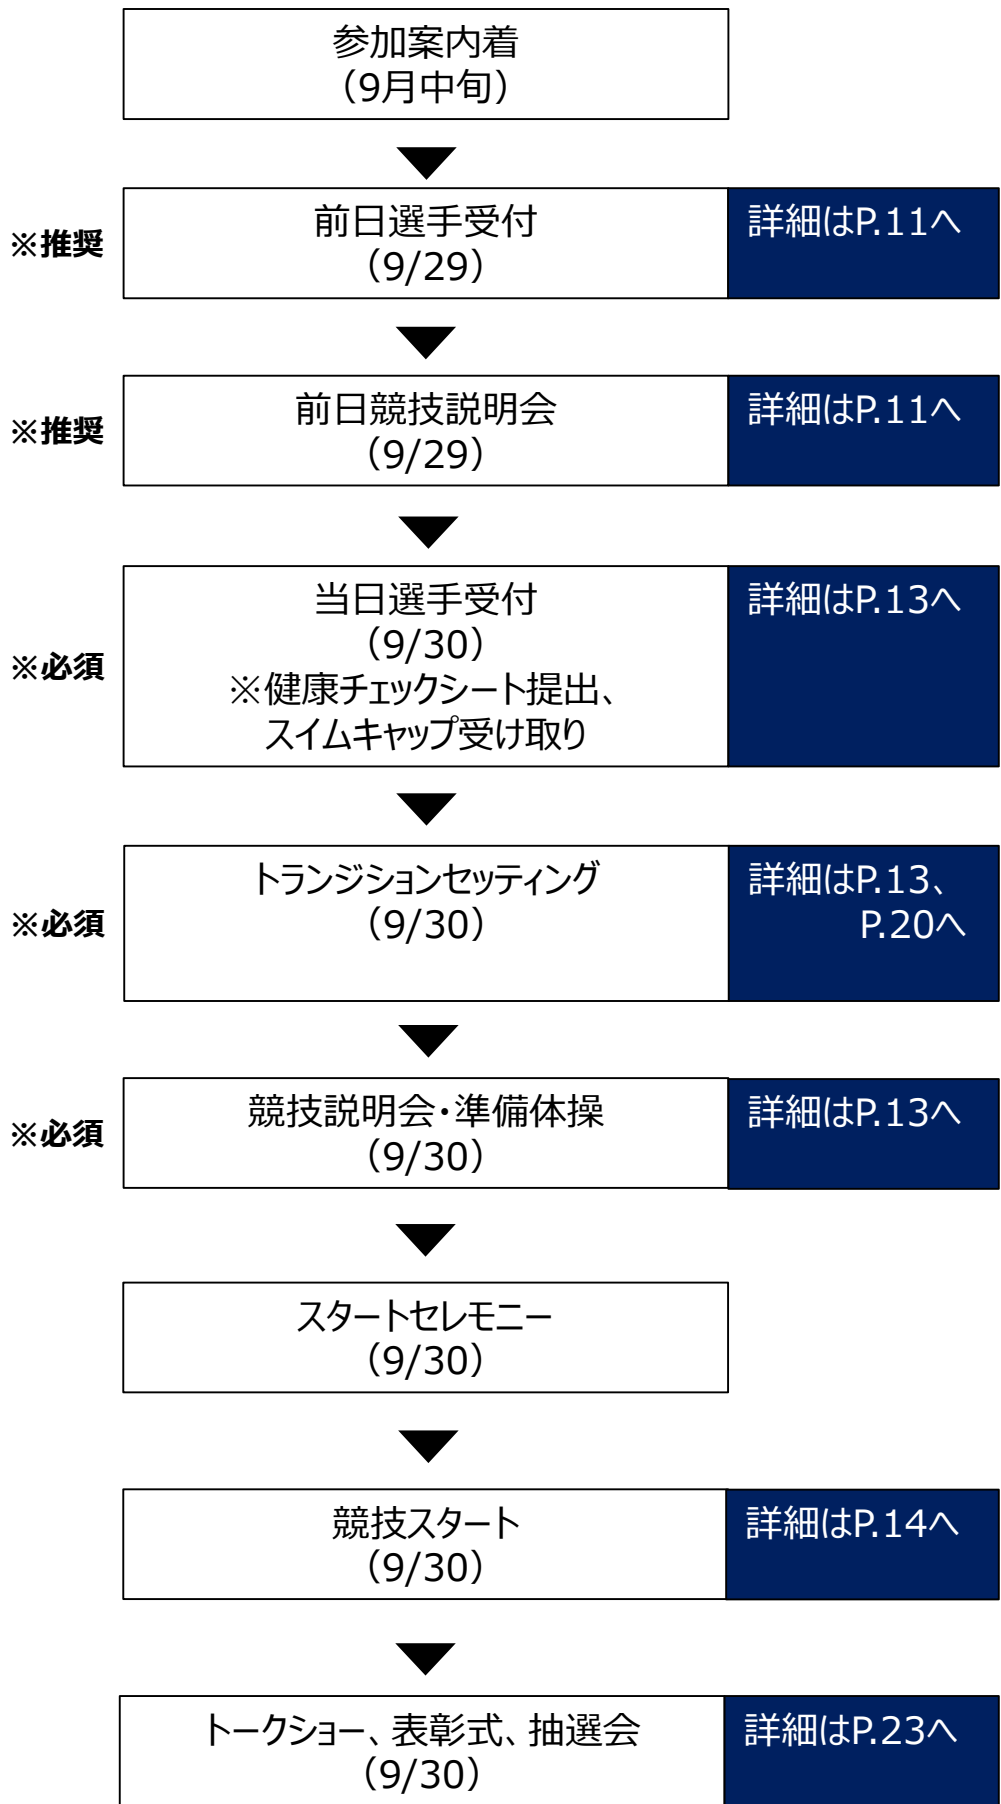 参加案内着
（9月中旬）
※推奨
前日選手受付
（9/29）
詳細はP.11へ
※推奨
前日競技説明会
（9/29）
詳細はP.11へ
※必須
当日選手受付
（9/30）
※健康チェックシート提出、
スイムキャップ受け取り
詳細はP.13へ
※必須
トランジションセッティング
（9/30）
詳細はP.13、
P.20へ
※必須
競技説明会・準備体操
（9/30）
詳細はP.13へ
スタートセレモニー
（9/30）
競技スタート
（9/30）
詳細はP.14へ
トークショー、表彰式、抽選会
（9/30）
詳細はP.23へ